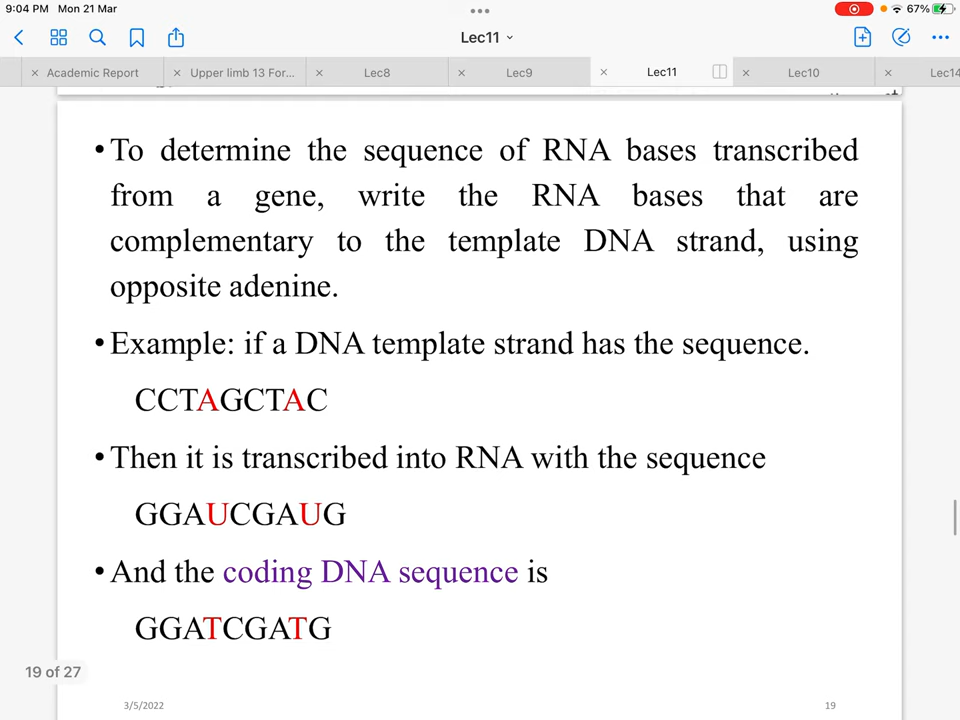 9:04 PM Mon 21 Mar 67%
Lec11
Academic Report Upper limb 13 For... Lec8 Lec9 Lec11 Lec10 Lec14
• To determine the sequence of RNA bases transcribed
from a gene, write the RNA bases that are
complementary to the template DNA strand, using
opposite adenine.
• Example: if a DNA template strand has the sequence.
CCTAGCTAC
• Then it is transcribed into RNA with the sequence
GGAUCGAUG
• And the coding DNA sequence is
GGATCGATG
19 of 27
3/5/2022 19